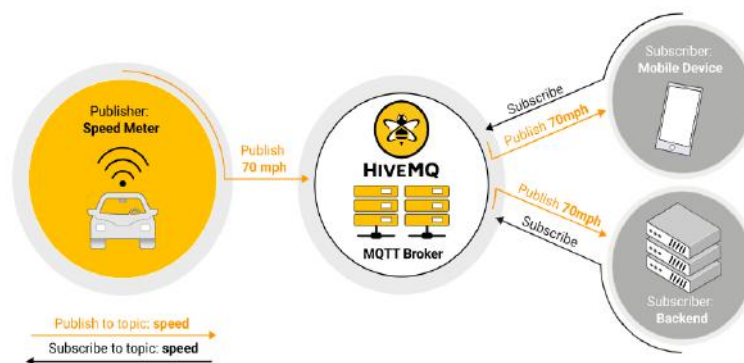 Publisher:
Speed Meter
Publish
70 mph
HIVEMQ
MQTT Broker
Subscribe
Publish 70mph
Subscriber:
Mobile Device
Publish 70mph
Subscribe
Subscriber:
Backend
Publish to topic: speed
Subscribe to topic: speed